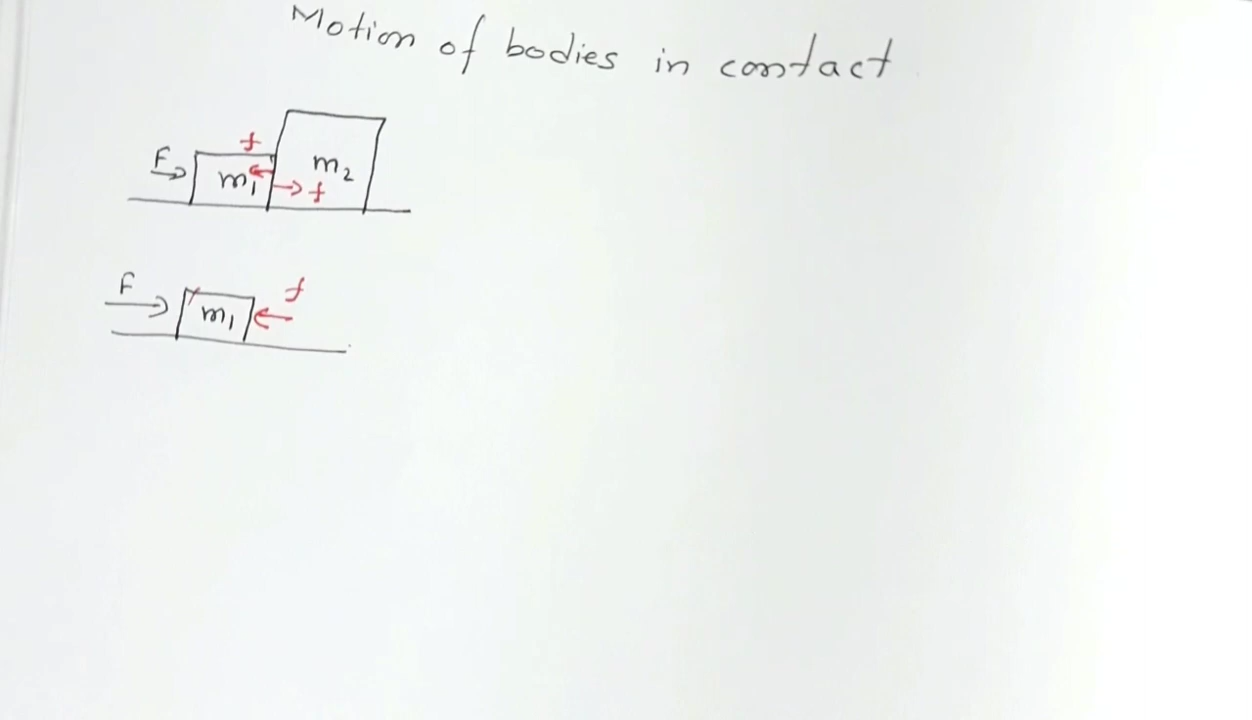 Motion of bodies in contact
f
F m₁ m₂
f
F m₁ f